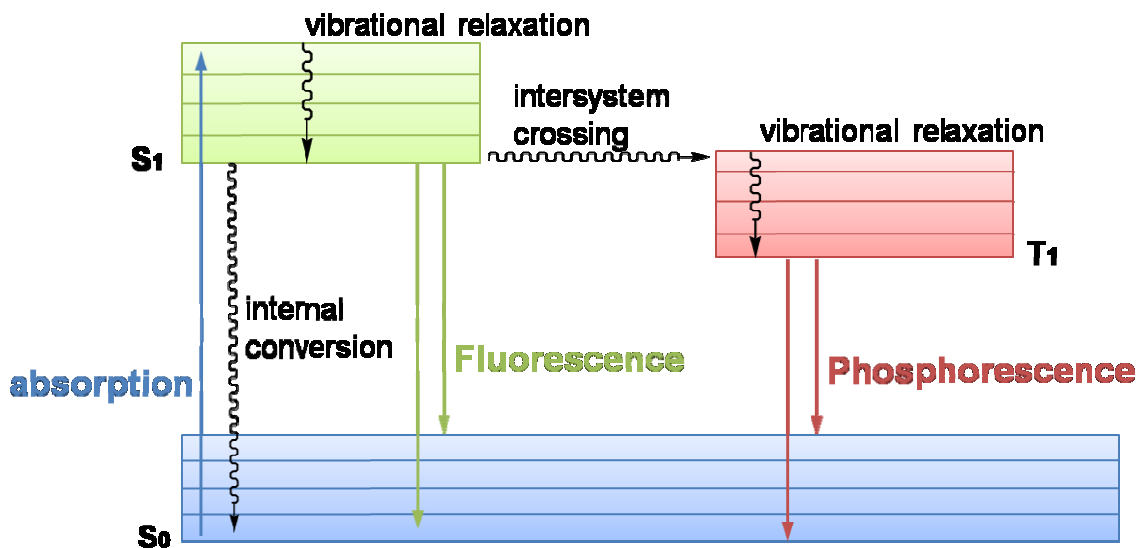 vibrational relaxation
intersystem
crossing
vibrational relaxation
S1
T1
internal
conversion
Fluorescence
Phosphorescence
absorption
S0